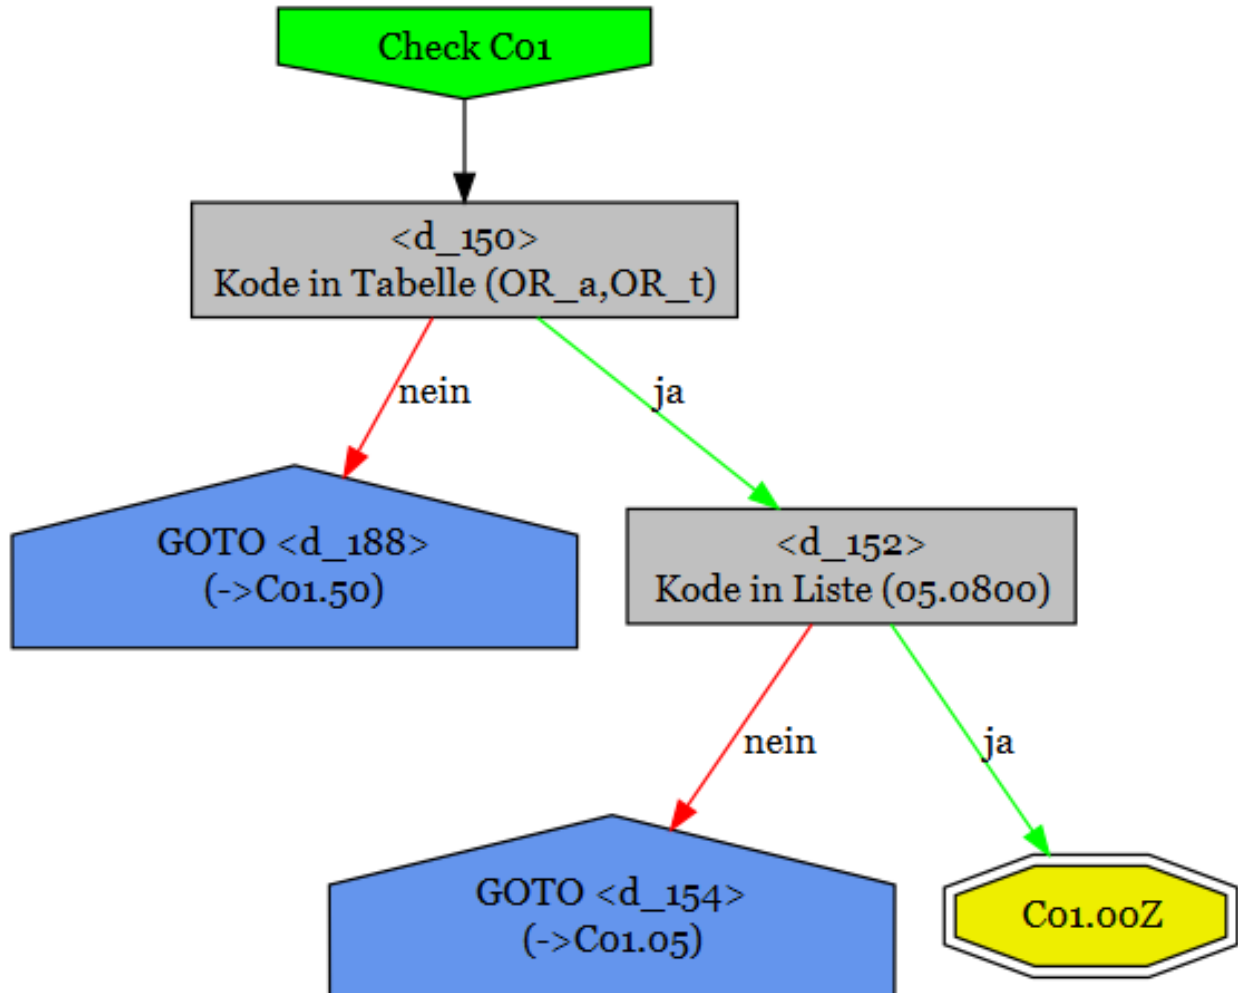 Check C01
<d_150>
Kode in Tabelle (OR_a,OR_t)
nein
ja
GOTO <d_188>
(->C01.50)
<d_152>
Kode in Liste (05.0800)
nein
ja
GOTO <d_154>
(->C01.05)
C01.00Z